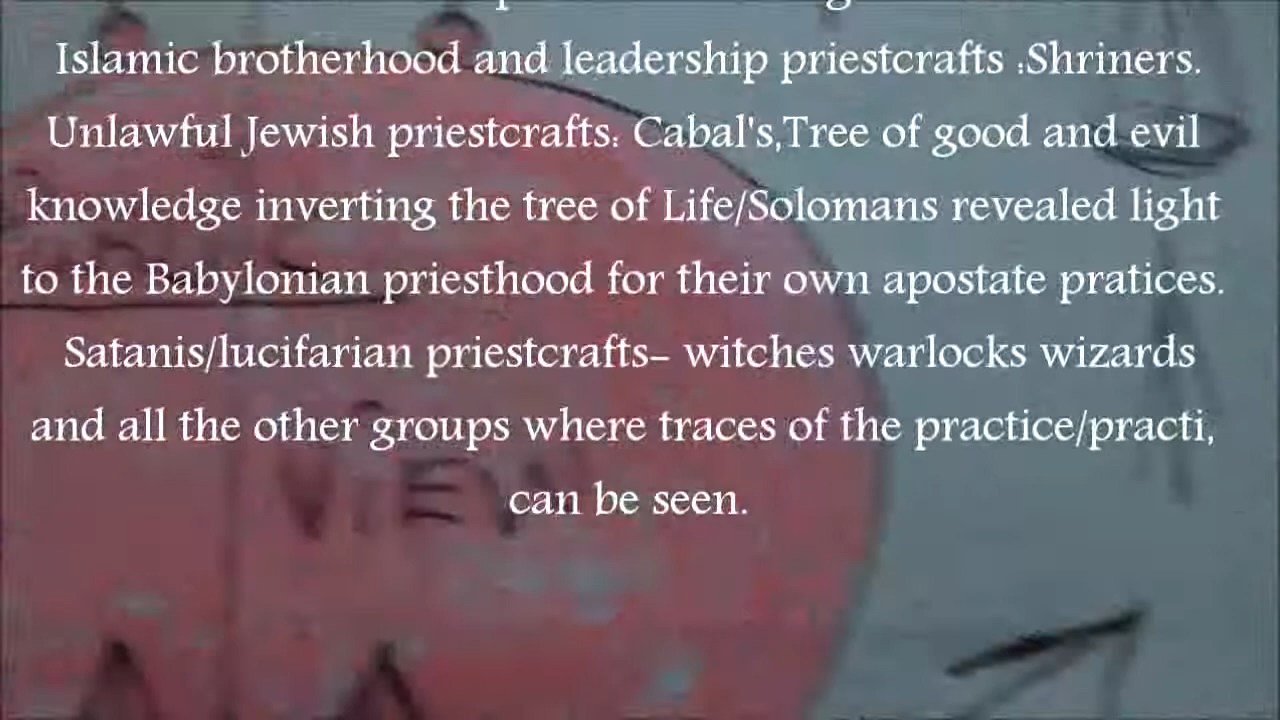 Islamic brotherhood and leadership priestcrafts :Shriners.
Unlawful Jewish priestcrafts: Cabal's,Tree of good and evil
knowledge inverting the tree of Life/Solomans revealed light
to the Babylonian priesthood for their own apostate pratices.
Satanis/lucifarian priestcrafts- witches warlocks wizards
and all the other groups where traces of the practice/practi,
can be seen.